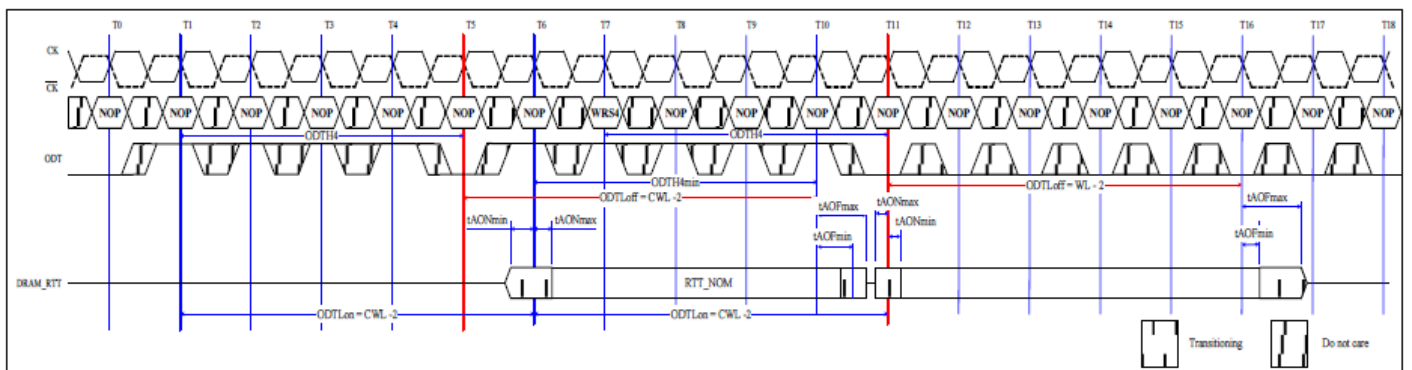 T0 T1 T2 T3 T4 T5 T6 T7 T8 T9 T10 T11 T12 T13 T14 T15 T16 T17 T18
CK
CK
NOP NOP NOP NOP NOP NOP NOP WRS4 NOP NOP NOP NOP NOP NOP NOP NOP NOP NOP NOP
ODTH4 ODTH4
ODT
ODTH4min ODTLoff = WL - 2
ODTLoff = CWL -2 tAOFmax tAONmax tAOFmax
tAONmin tAONmax tAONmin
tAOFmin tAOFmin
DRAM_RTT RTT_NOM
ODTLon = CWL -2 ODTLon = CWL -2
Transitioning Do not care